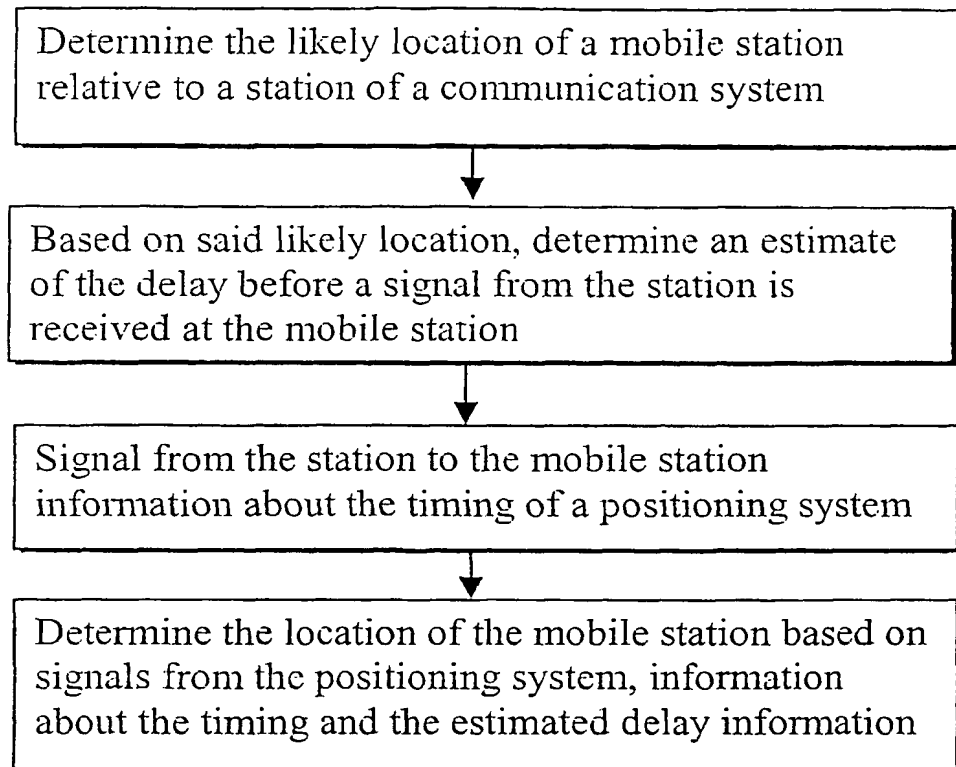 Determine the likely location of a mobile station
relative to a station of a communication system
Based on said likely location, determine an estimate
of the delay before a signal from the station is
received at the mobile station
Signal from the station to the mobile station
information about the timing of a positioning system
Determine the location of the mobile station based on
signals from the positioning system, information
about the timing and the estimated delay information